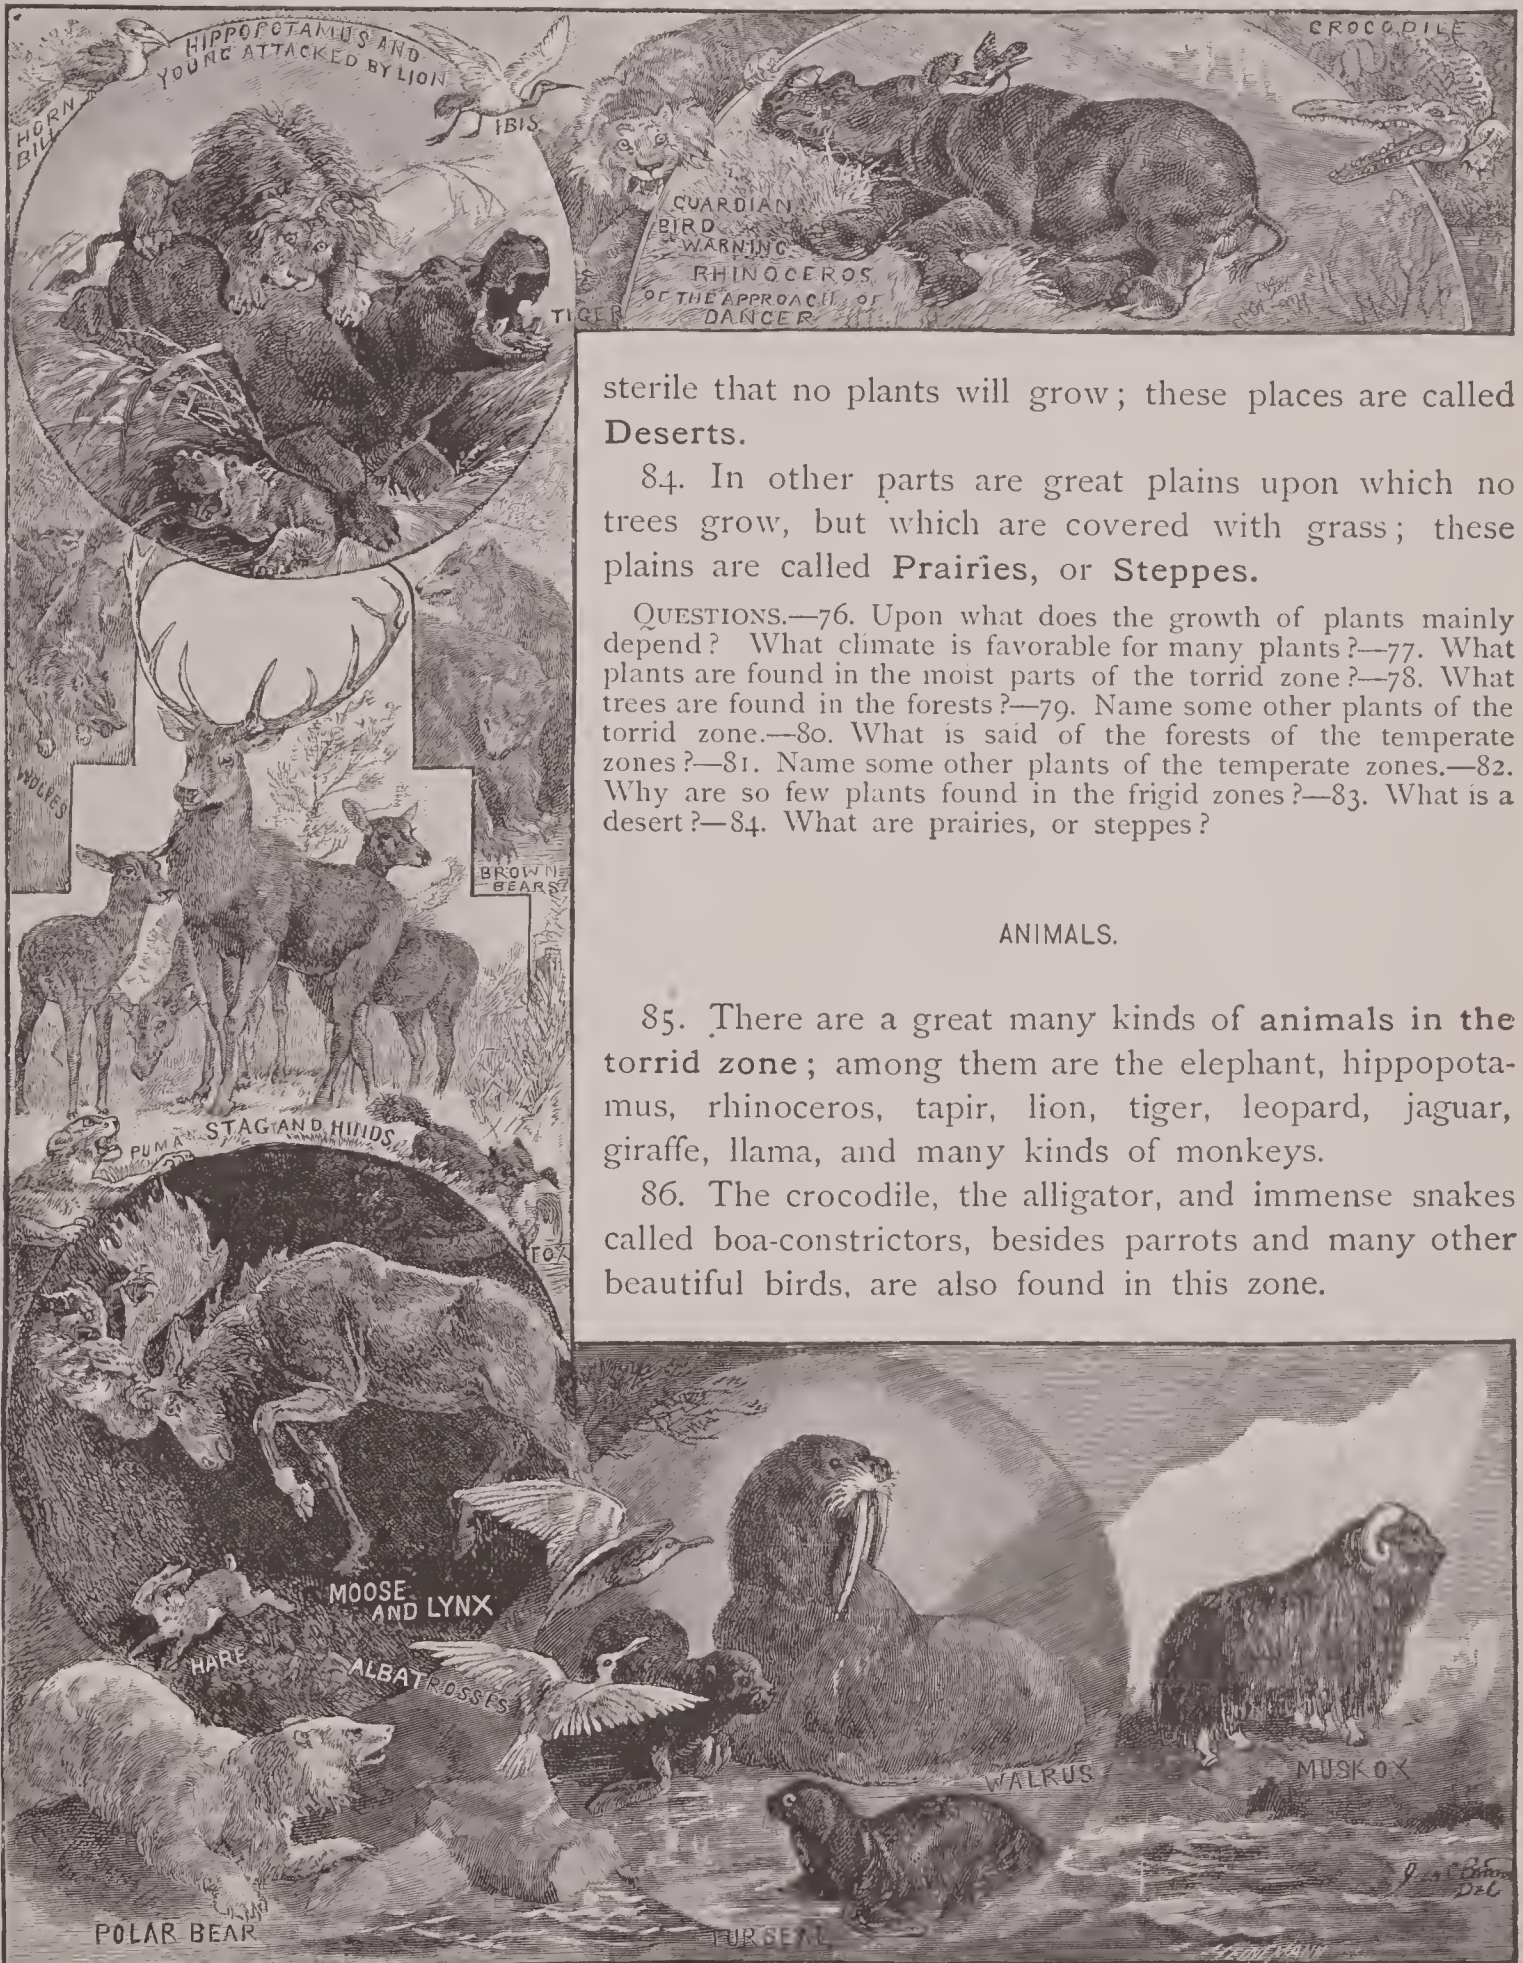 HIPPOPOTAMUS AND
YOUNG ATTACKED BY LION
HORN
BILL
IBIS
CROCODILE
TIGER
GUARDIAN
BIRD
WARNING
RHINOCEROS
OF THE APPROACH OF
DANGER
sterile that no plants will grow; these places are called
Deserts.
84. In other parts are great plains upon which no
trees grow, but which are covered with grass; these
plains are called Prairies, or Steppes.
QUESTIONS.—76. Upon what does the growth of plants mainly
depend? What climate is favorable for many plants?—77. What
plants are found in the moist parts of the torrid zone?—78. What
trees are found in the forests?—79. Name some other plants of the
torrid zone.—80. What is said of the forests of the temperate
zones?—81. Name some other plants of the temperate zones.—82.
Why are so few plants found in the frigid zones?—83. What is a
desert?—84. What are prairies, or steppes?
ANIMALS.
85. There are a great many kinds of animals in the
torrid zone; among them are the elephant, hippopota-
mus, rhinoceros, tapir, lion, tiger, leopard, jaguar,
giraffe, llama, and many kinds of monkeys.
86. The crocodile, the alligator, and immense snakes
called boa-constrictors, besides parrots and many other
beautiful birds, are also found in this zone.
WOLVES
BROWN
BEARS
PUMA
STAG AND HINDS
FOX
MOOSE
AND LYNX
HARE
ALBATROSSES
WALRUS
MUSK OX
POLAR BEAR
FUR SEAL
Del
HEINEMANN